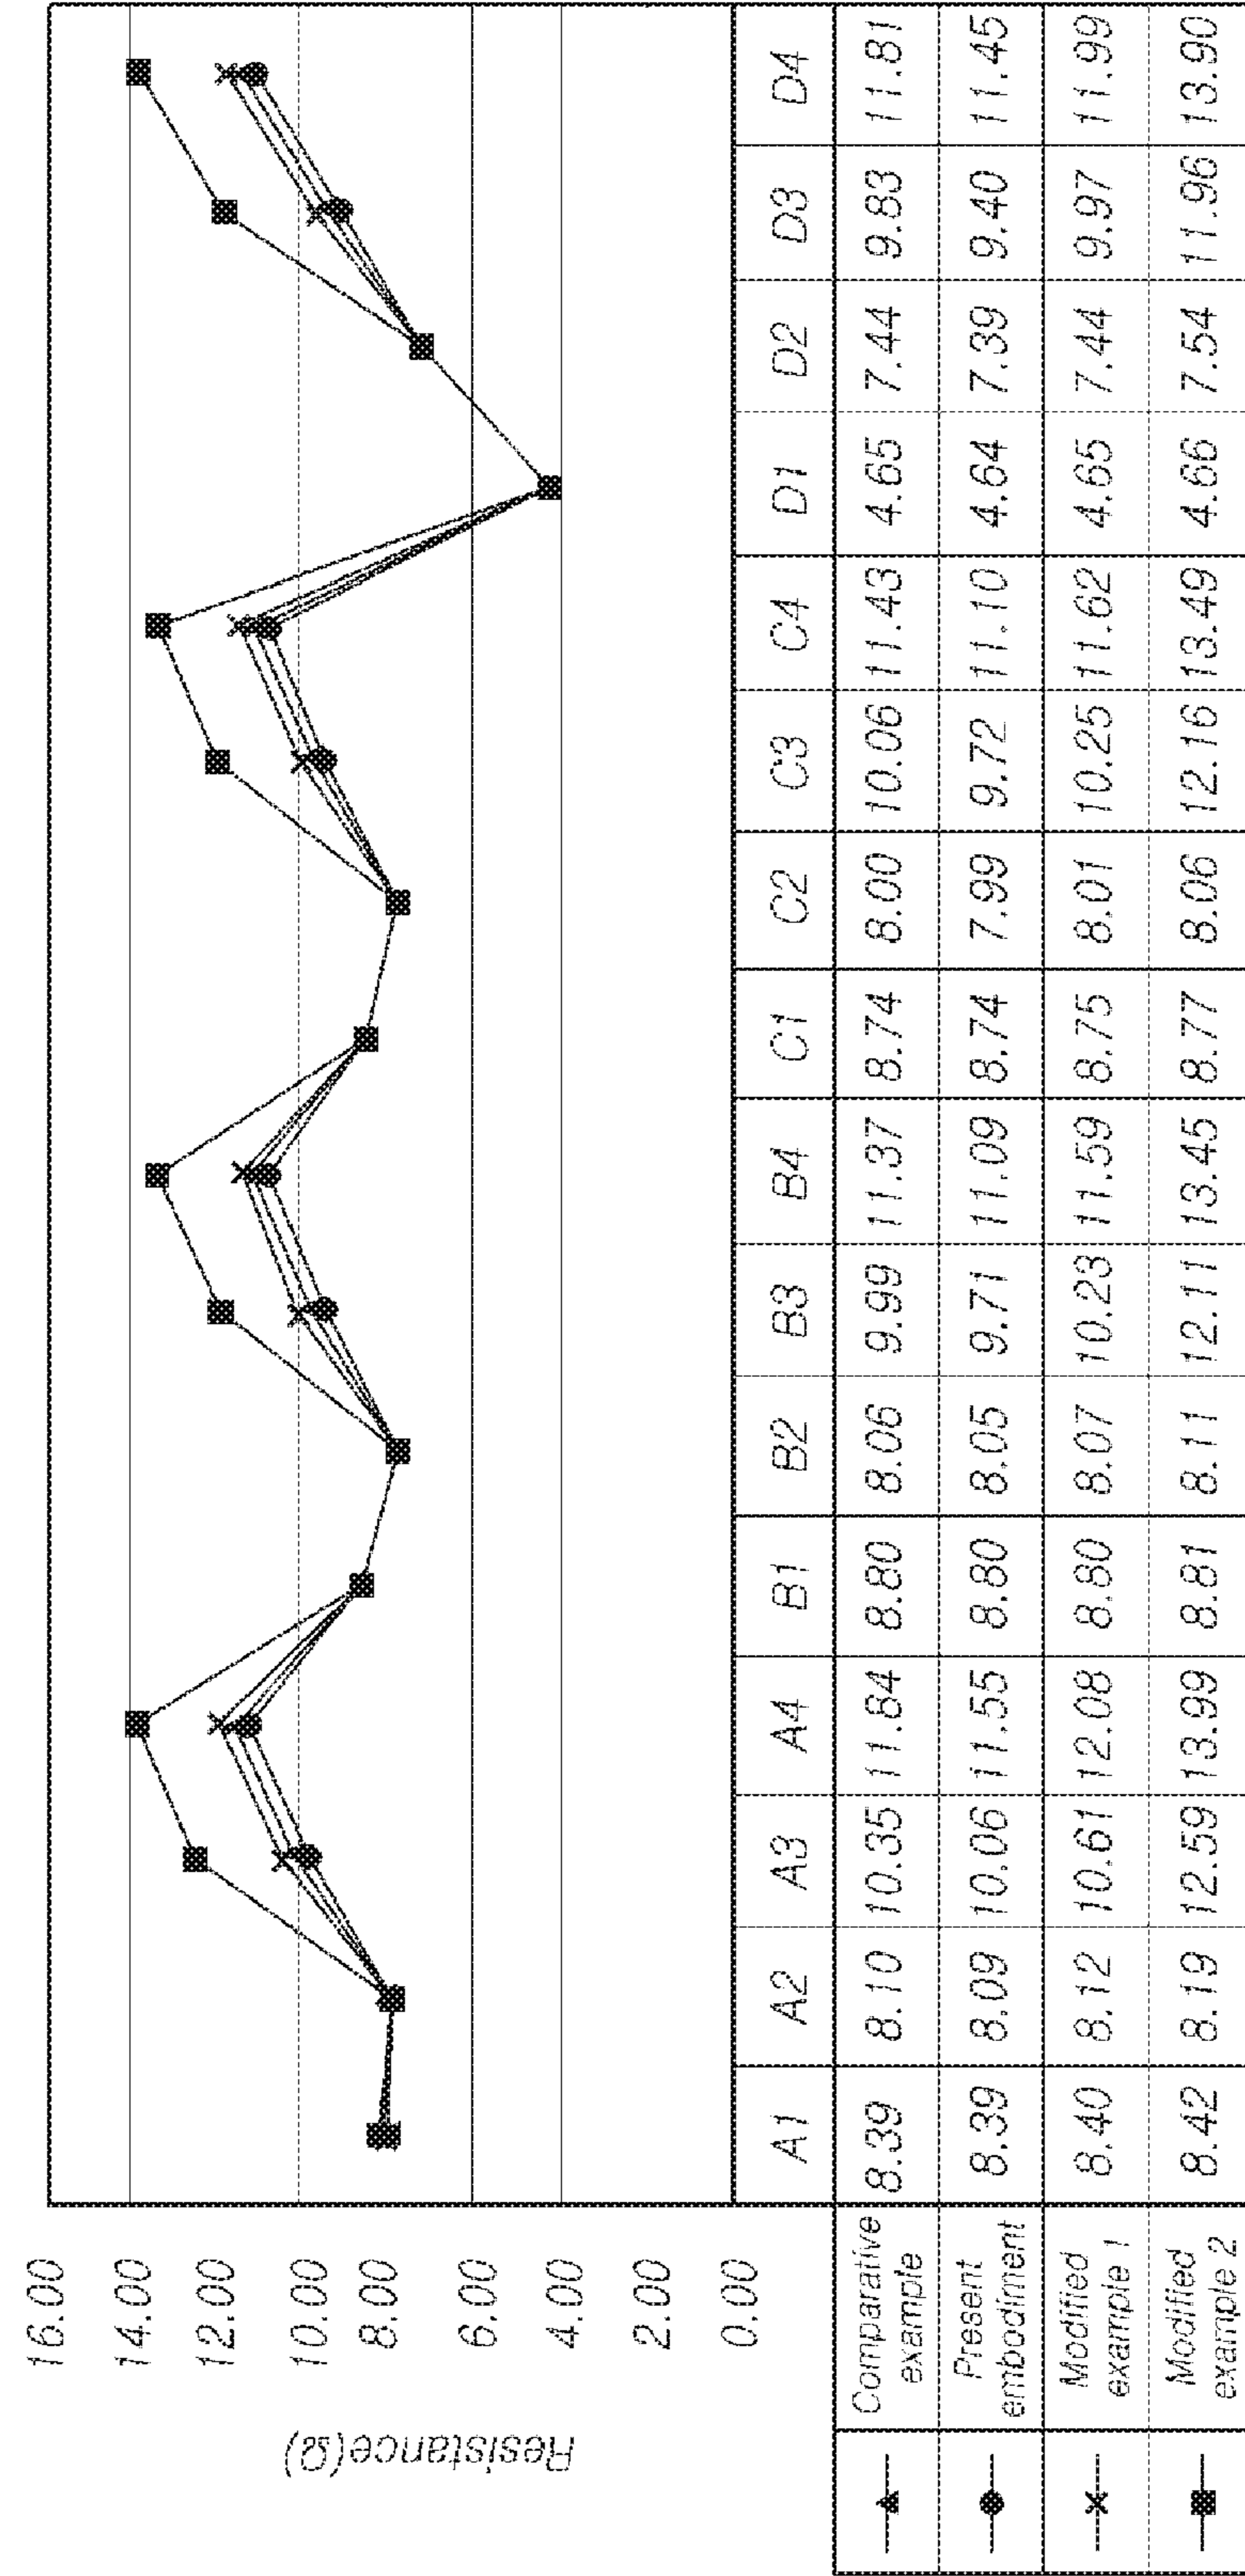 16.00
14.00
12.00
10.00
8.00
6.00
4.00
2.00
0.00
Resistance(Ω)
A1 A2 A3 A4 B1 B2 B3 B4 C1 C2 C3 C4 D1 D2 D3 D4
Comparative
example
8.39 8.10 10.35 11.84 8.80 8.06 9.99 11.37 8.74 8.00 10.06 11.43 4.65 7.44 9.83 11.81
Present
embodiment
8.39 8.09 10.06 11.55 8.80 8.05 9.71 11.09 8.74 7.99 9.72 11.10 4.64 7.39 9.40 11.45
Modified
example 1
8.40 8.12 10.61 12.08 8.80 8.07 10.23 11.59 8.75 8.01 10.25 11.62 4.65 7.44 9.97 11.99
Modified
example 2
8.42 8.19 12.59 13.99 8.81 8.11 12.11 13.45 8.77 8.06 12.16 13.49 4.66 7.54 11.96 13.90